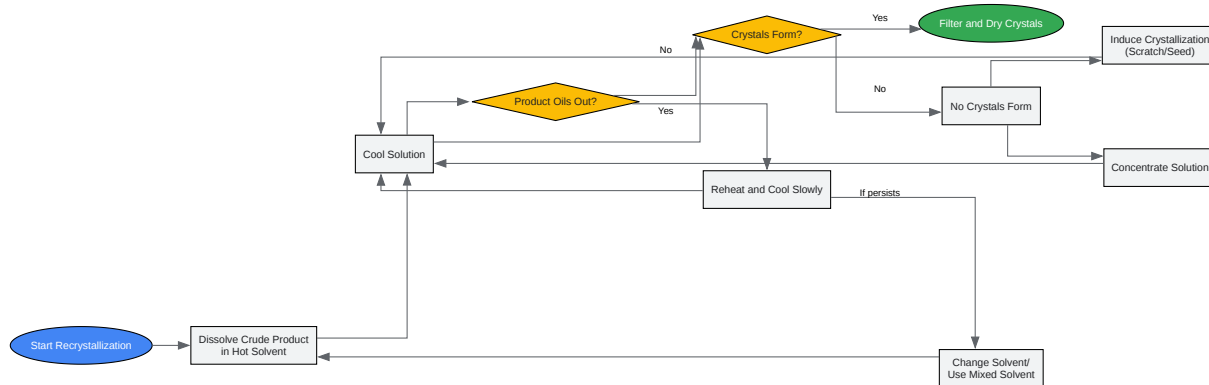 Yes
Filter and Dry Crystals
Crystals Form?
Induce Crystallization
(Scratch/Seed)
No
Product Oils Out?
Yes
No
No Crystals Form
Cool Solution
Concentrate Solution
Reheat and Cool Slowly
If persists
Start Recrystallization
Dissolve Crude Product
in Hot Solvent
Change Solvent/
Use Mixed Solvent